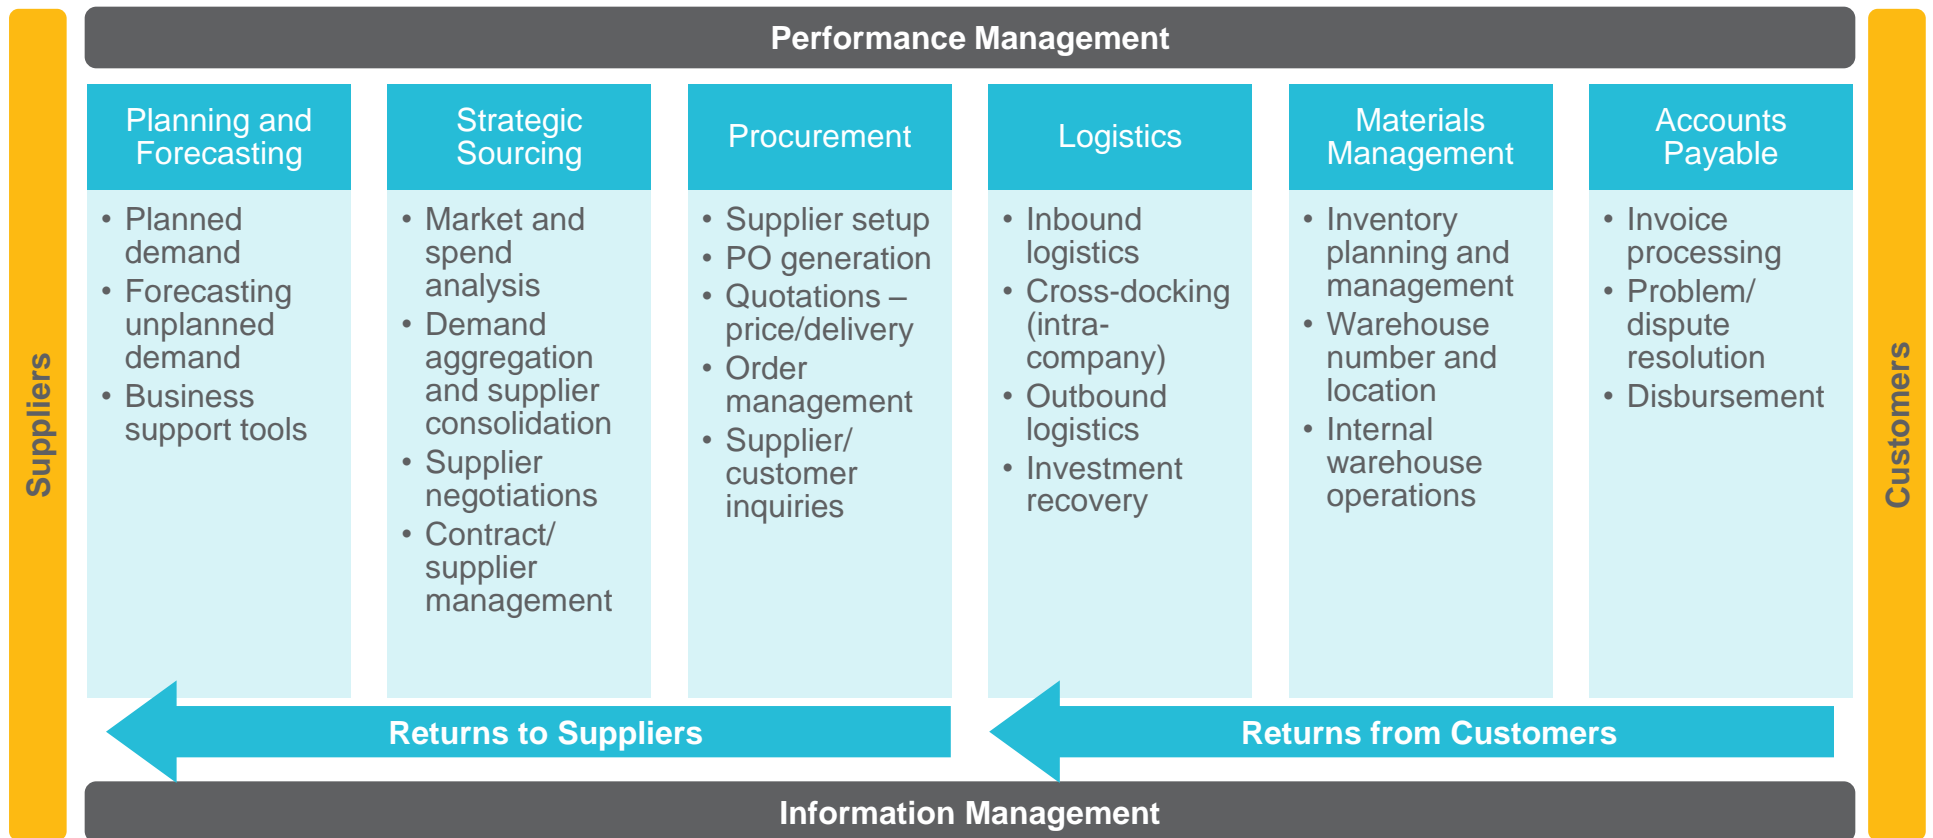 Performance Management
Suppliers
Planning and
Forecasting
• Planned
demand
• Forecasting
unplanned
demand
• Business
support tools
Strategic
Sourcing
• Market and
spend
analysis
• Demand
aggregation
and supplier
consolidation
• Supplier
negotiations
• Contract/
supplier
management
Procurement
• Supplier setup
• PO generation
• Quotations –
price/delivery
• Order
management
• Supplier/
customer
inquiries
Logistics
• Inbound
logistics
• Cross-docking
(intra-
company)
• Outbound
logistics
• Investment
recovery
Materials
Management
• Inventory
planning and
management
• Warehouse
number and
location
• Internal
warehouse
operations
Accounts
Payable
• Invoice
processing
• Problem/
dispute
resolution
• Disbursement
Customers
Returns to Suppliers
Returns from Customers
Information Management